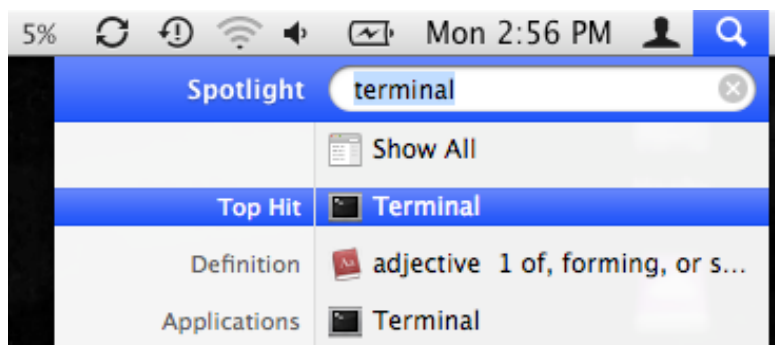 5% Mon 2:56 PM
Spotlight terminal
Show All
Top Hit Terminal
Definition adjective 1 of, forming, or s...
Applications Terminal